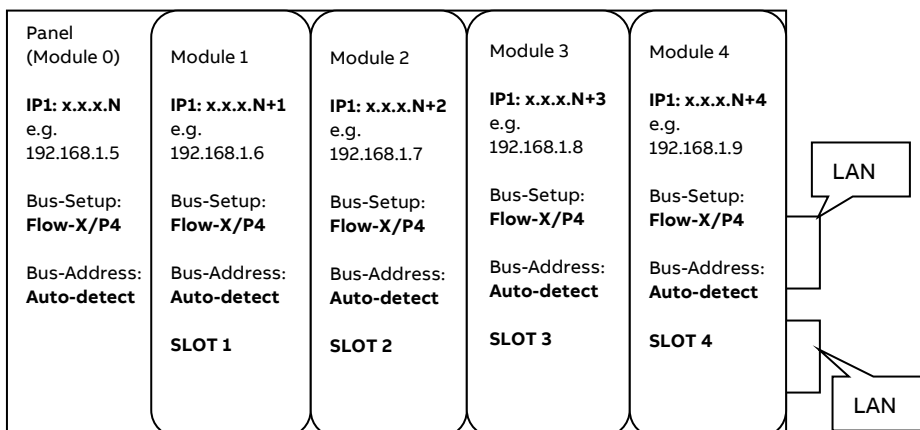 Panel
(Module 0)
IP1: x.x.x.N
e.g.
192.168.1.5
Bus-Setup:
Flow-X/P4
Bus-Address:
Auto-detect
Module 1
IP1: x.x.x.N+1
e.g.
192.168.1.6
Bus-Setup:
Flow-X/P4
Bus-Address:
Auto-detect
SLOT 1
Module 2
IP1: x.x.x.N+2
e.g.
192.168.1.7
Bus-Setup:
Flow-X/P4
Bus-Address:
Auto-detect
SLOT 2
Module 3
IP1: x.x.x.N+3
e.g.
192.168.1.8
Bus-Setup:
Flow-X/P4
Bus-Address:
Auto-detect
SLOT 3
Module 4
IP1: x.x.x.N+4
e.g.
192.168.1.9
Bus-Setup:
Flow-X/P4
Bus-Address:
Auto-detect
SLOT 4
LAN
LAN